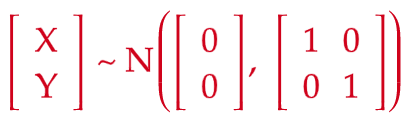 [X Y] ~ N([0 0], [1 0
0 1])